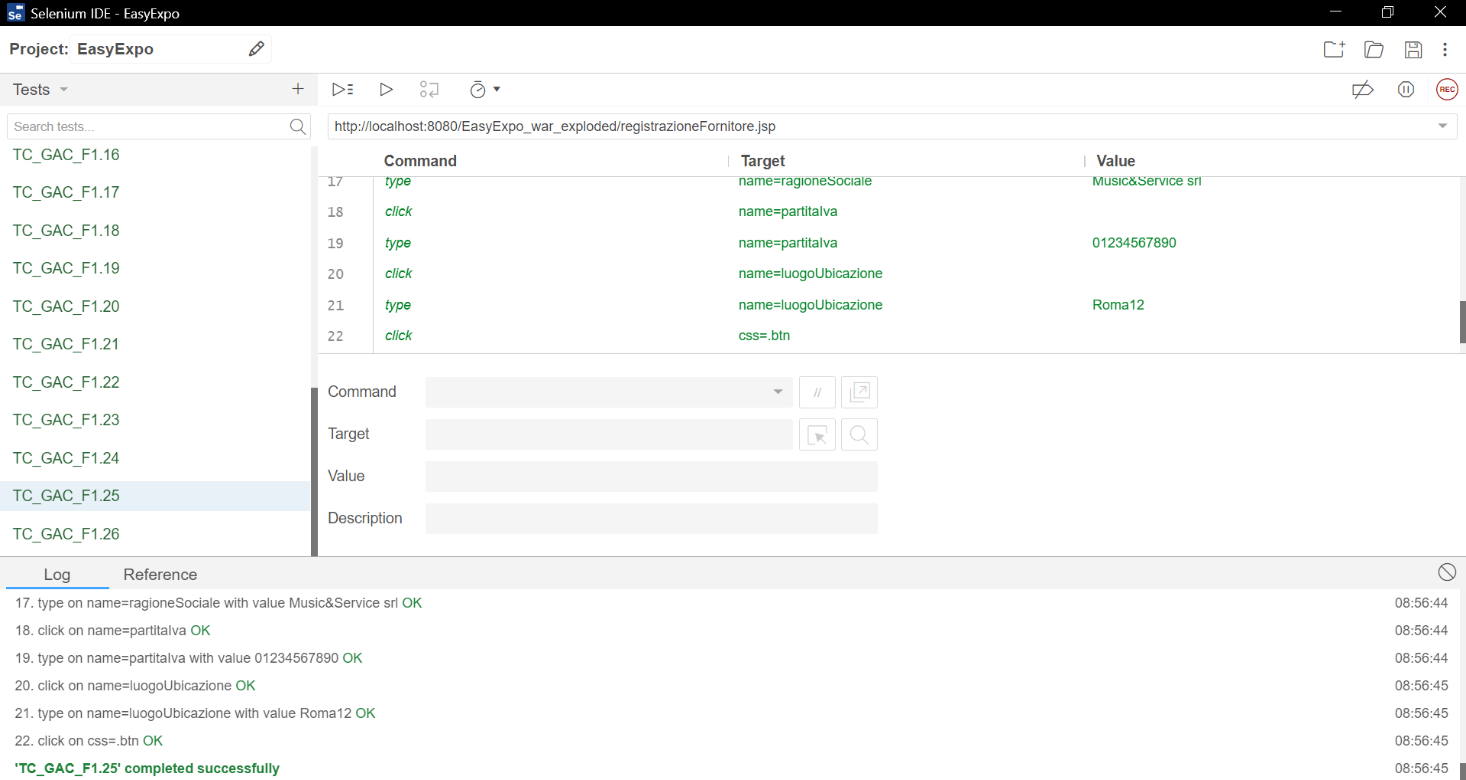 Selenium IDE - EasyExpo
Project: EasyExpo
Tests
REC
Search tests...
http://localhost:8080/EasyExpo_war_exploded/registrazioneFornitore.jsp
TC_GAC_F1.16
TC_GAC_F1.17
TC_GAC_F1.18
TC_GAC_F1.19
TC_GAC_F1.20
TC_GAC_F1.21
TC_GAC_F1.22
TC_GAC_F1.23
TC_GAC_F1.24
TC_GAC_F1.25
TC_GAC_F1.26
Command Target Value
17 type name=ragioneSociale Music&Service srl
18 click name=partitaIva
19 type name=partitaIva 01234567890
20 click name=luogoUbicazione
21 type name=luogoUbicazione Roma12
22 click css=.btn
Command //
Target
Value
Description
Log Reference
17. type on name=ragioneSociale with value Music&Service srl OK 08:56:44
18. click on name=partitaIva OK 08:56:44
19. type on name=partitaIva with value 01234567890 OK 08:56:44
20. click on name=luogoUbicazione OK 08:56:45
21. type on name=luogoUbicazione with value Roma12 OK 08:56:45
22. click on css=.btn OK 08:56:45
'TC_GAC_F1.25' completed successfully 08:56:45